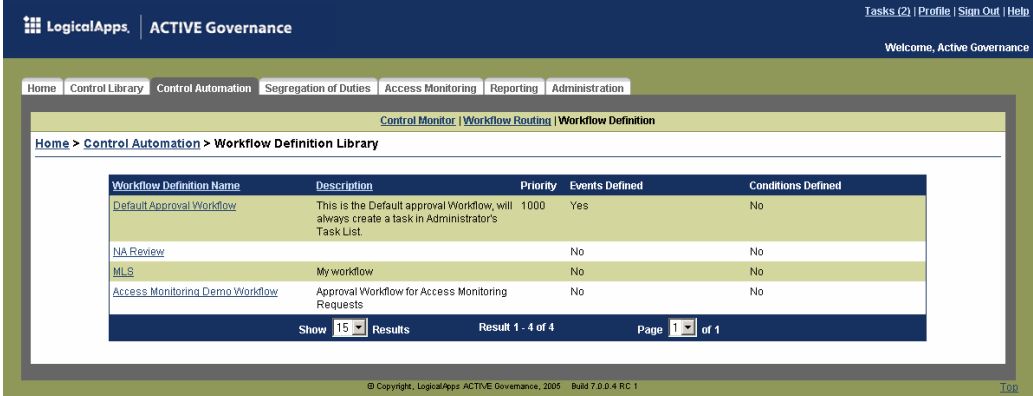 Tasks (2) | Profile | Sign Out | Help
LogicalApps. ACTIVE Governance
Welcome, Active Governance
Home Control Library Control Automation Segregation of Duties Access Monitoring Reporting Administration
Control Monitor | Workflow Routing | Workflow Definition
Home > Control Automation > Workflow Definition Library
Workflow Definition Name Description Priority Events Defined Conditions Defined
Default Approval Workflow This is the Default approval Workflow, will 1000 Yes No
always create a task in Administrator's
Task List.
NA Review No No
MLS My workflow No No
Access Monitoring Demo Workflow Approval Workflow for Access Monitoring No No
Requests
Show 15 Results Result 1 - 4 of 4 Page 1 of 1
© Copyright, LogicalApps ACTIVE Governance, 2005 Build 7.0.0.4 RC 1
Top